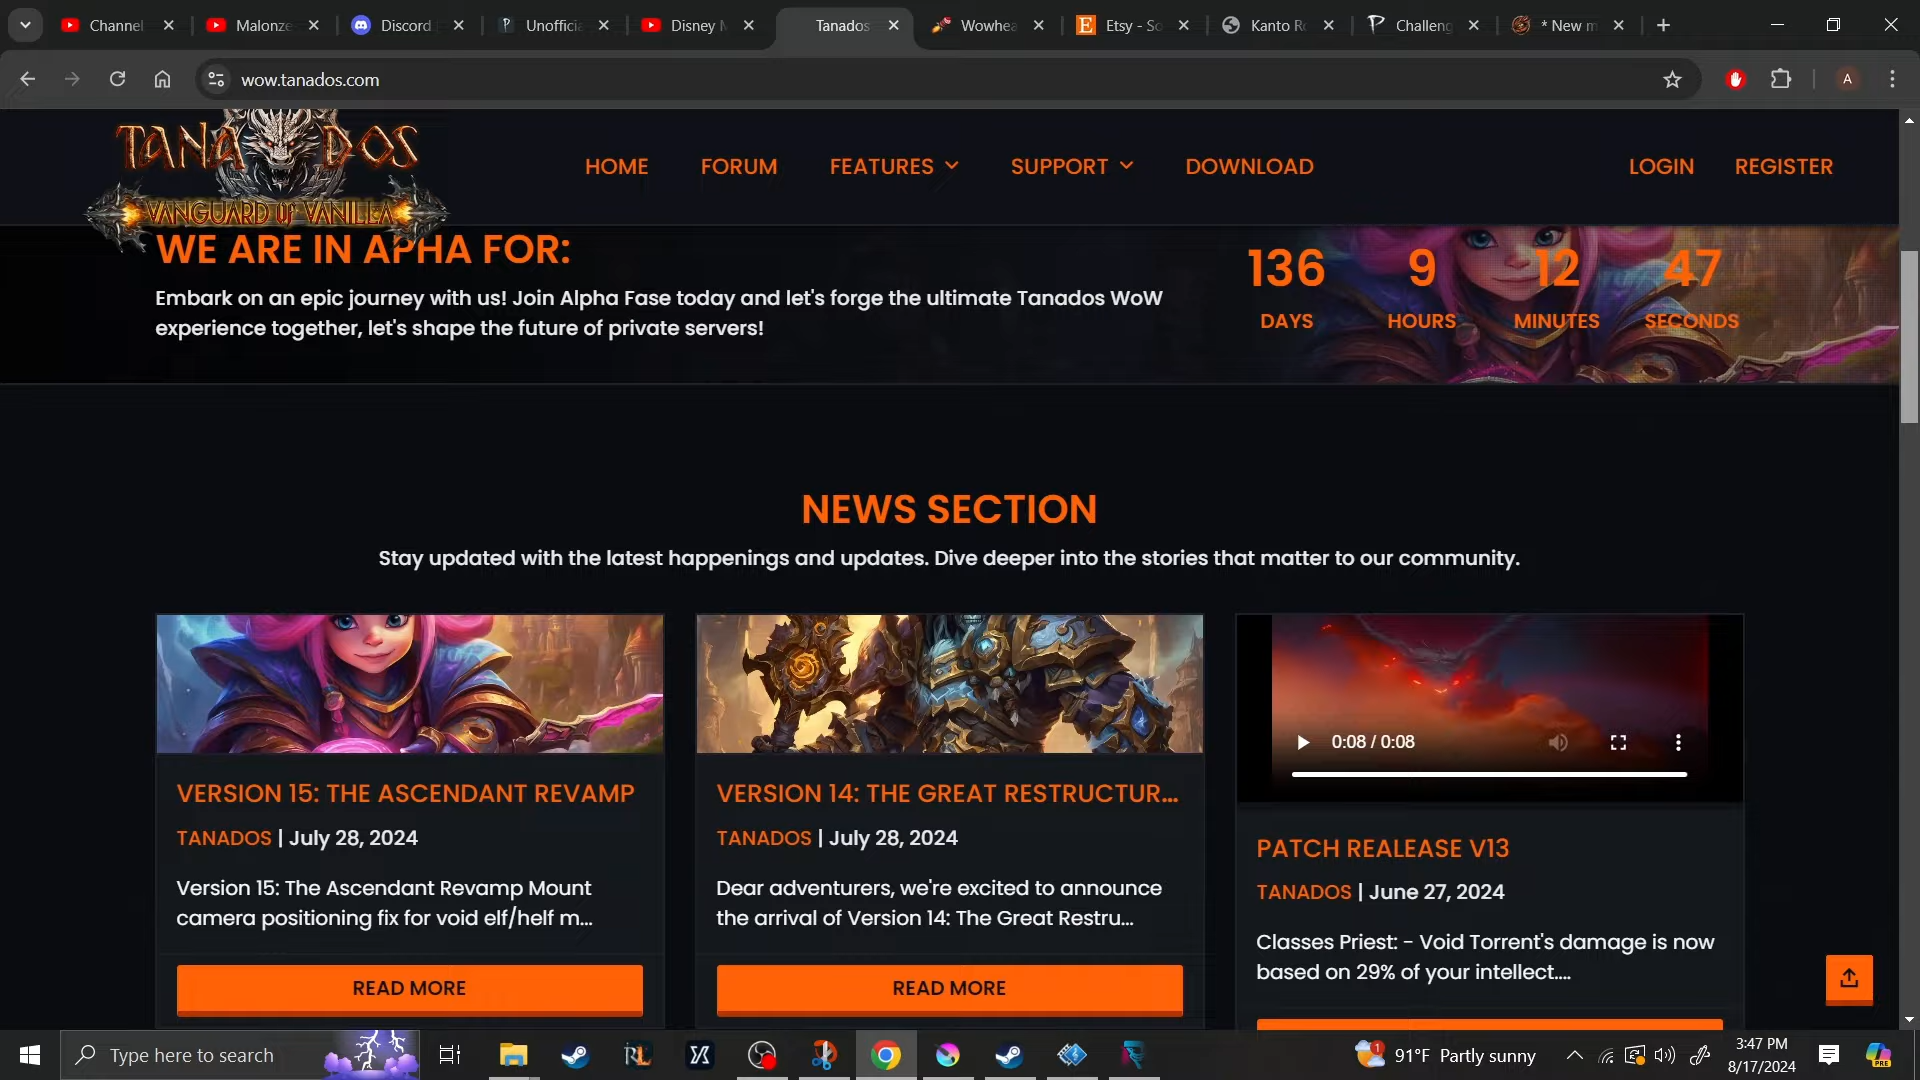 Channel
Malonze
Discord
Unofficia
Disney M
Tanados
Wowhea
Etsy - So
Kanto R
Challeng
* New m
wow.tanados.com
A
TANADOS
VANGUARD OF VANILLA
HOME
FORUM
FEATURES
SUPPORT
DOWNLOAD
LOGIN
REGISTER
WE ARE IN APHA FOR:
Embark on an epic journey with us! Join Alpha Fase today and let's forge the ultimate Tanados WoW
experience together, let's shape the future of private servers!
136 9 12 47
DAYS HOURS MINUTES SECONDS
NEWS SECTION
Stay updated with the latest happenings and updates. Dive deeper into the stories that matter to our community.
VERSION 15: THE ASCENDANT REVAMP
TANADOS | July 28, 2024
Version 15: The Ascendant Revamp Mount
camera positioning fix for void elf/helf m...
READ MORE
VERSION 14: THE GREAT RESTRUCTUR...
TANADOS | July 28, 2024
Dear adventurers, we're excited to announce
the arrival of Version 14: The Great Restru...
READ MORE
0:08 / 0:08
PATCH REALEASE V13
TANADOS | June 27, 2024
Classes Priest: - Void Torrent's damage is now
based on 29% of your intellect....
Type here to search
1
91°F Partly sunny
3:47 PM
8/17/2024
PRE